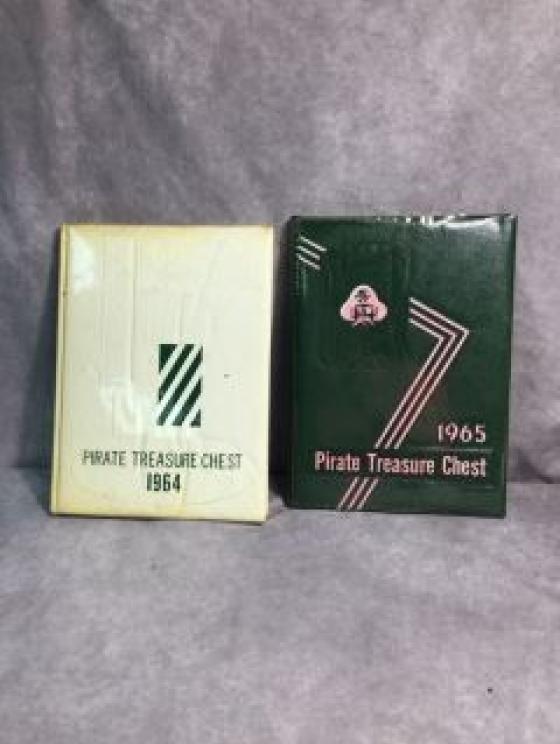 PIRATE TREASURE CHEST
1964
1965
Pirate Treasure Chest